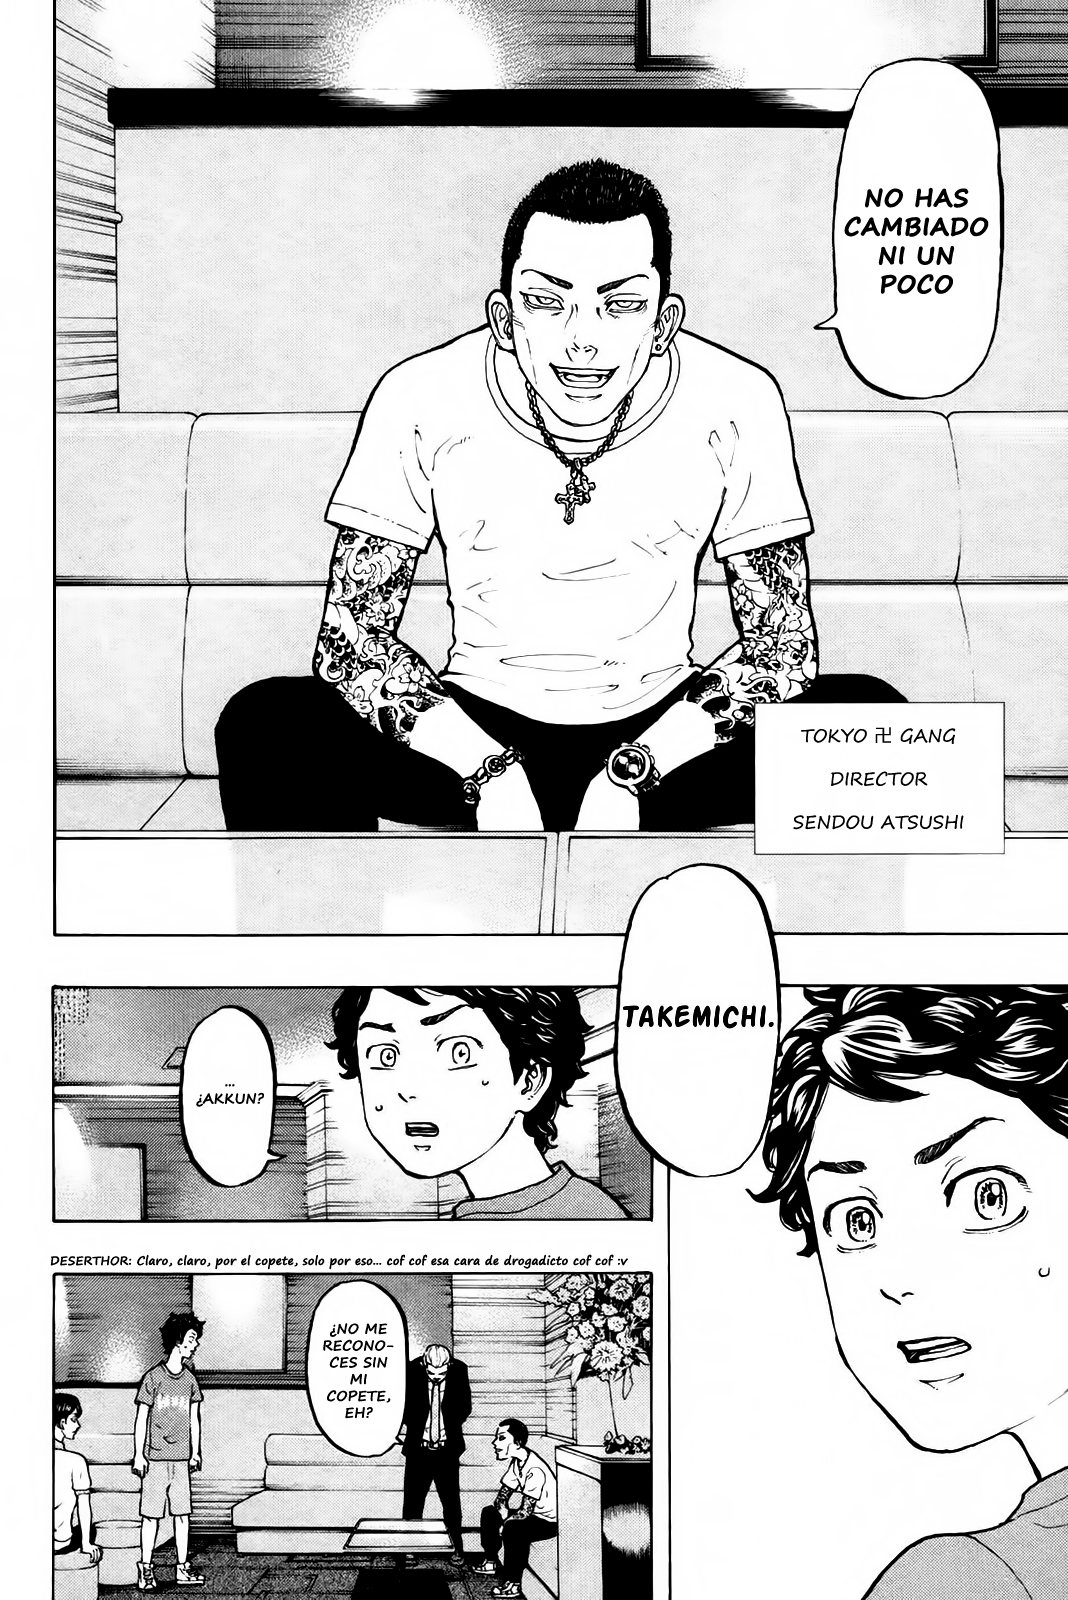 NO HAS
CAMBIADO
NI UN
POCO
TOKYO 卍 GANG
DIRECTOR
SENDOU ATSUSHI
TAKEMICHI.
...
¿AKKUN?
DESERTHOR: Claro, claro, por el copete, solo por eso... cof cof esa cara de drogadicto cof cof :v
¿NO ME
RECONO-
CES SIN
MI
COPETE,
EH?